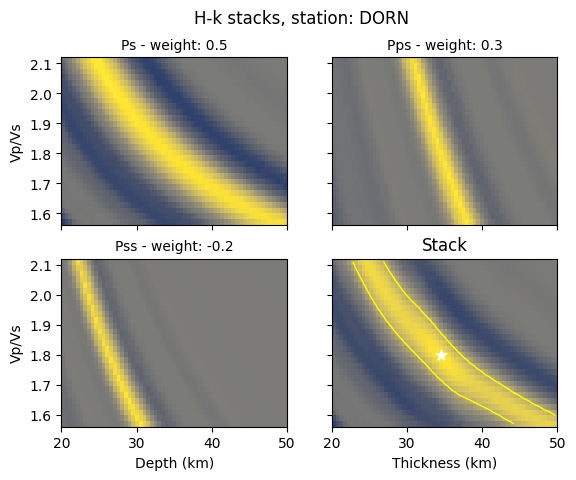 H-k stacks, station: DORN
Ps - weight: 0.5
Pps - weight: 0.3
2.1
2.0
1.9
1.8
1.7
1.6
Vp/Vs
Pss - weight: -0.2
Stack
2.1
2.0
1.9
1.8
1.7
1.6
Vp/Vs
20 30 40 50
20 30 40 50
Depth (km)
Thickness (km)